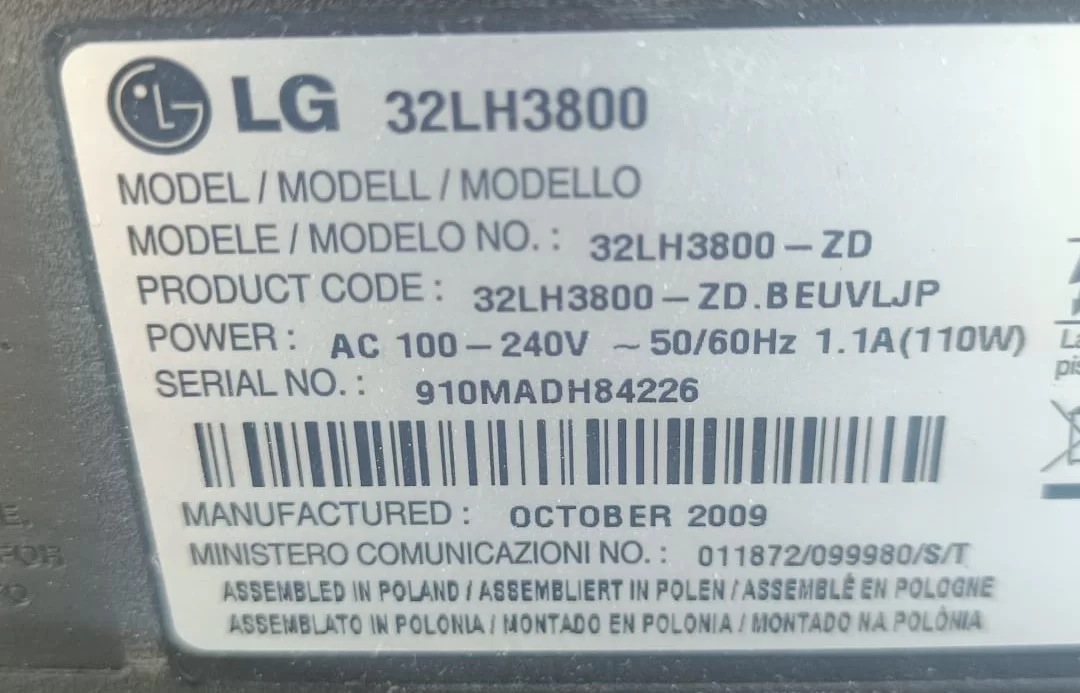 LG 32LH3800
MODEL / MODELL / MODELLO
MODELE / MODELO NO. : 32LH3800-ZD
PRODUCT CODE : 32LH3800-ZD.BEUVLJP
POWER : AC 100-240V ~ 50/60Hz 1.1A(110W)
SERIAL NO. : 910MADH84226
MANUFACTURED : OCTOBER 2009
MINISTERO COMUNICAZIONI NO. : 011872/099980/S/T
ASSEMBLED IN POLAND / ASSEMBLIERT IN POLEN / ASSEMBLÉ EN POLOGNE
ASSEMBLATO IN POLONIA / MONTADO EN POLONIA / MONTADO NA POLÓNIA
FOR